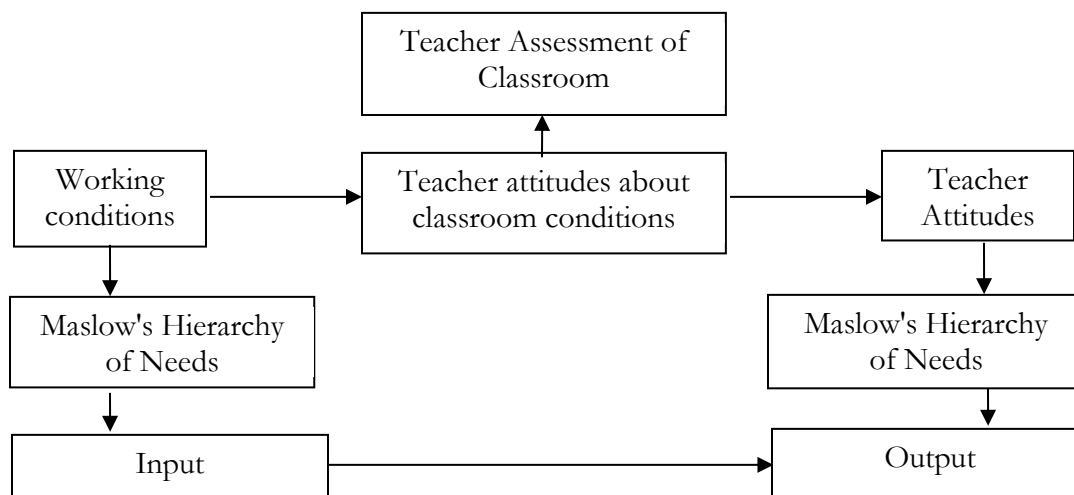 Teacher Assessment of
Classroom
Working
conditions
Teacher attitudes about
classroom conditions
Teacher
Attitudes
Maslow's Hierarchy
of Needs
Maslow's Hierarchy
of Needs
Input
Output